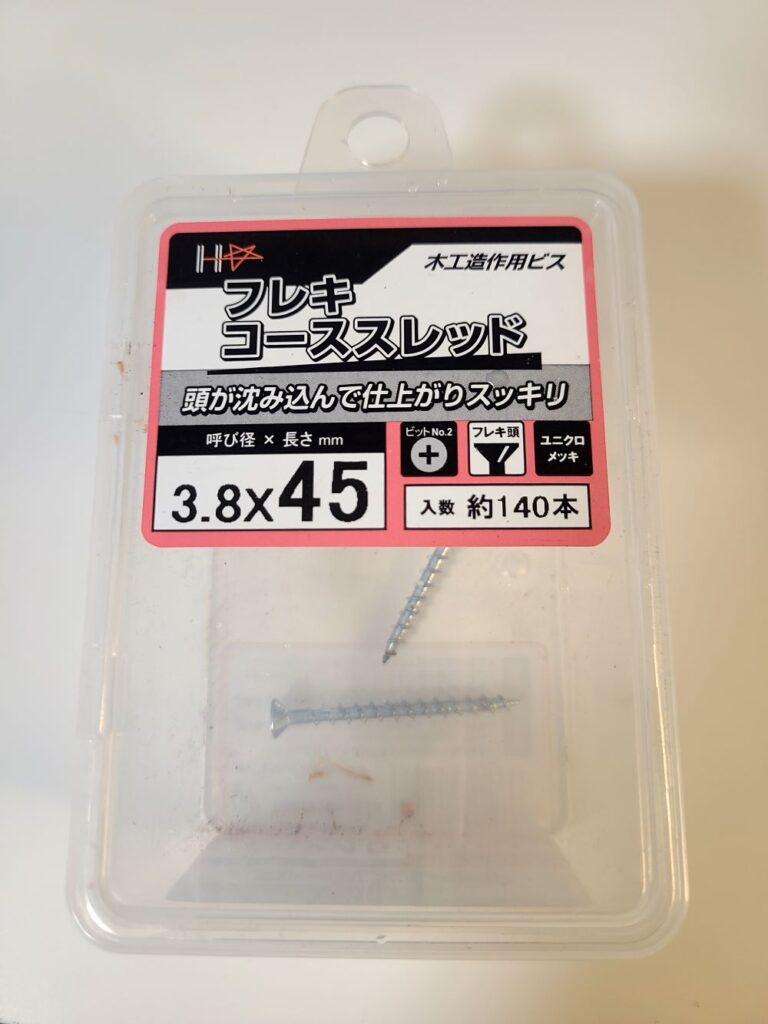 H
木工造作用ビス
フレキ
コーススレッド
頭が沈み込んで仕上がりスッキリ
呼び径 × 長さ mm
3.8X45
ビットNo.2
フレキ頭
ユニクロ
メッキ
入数 約140本